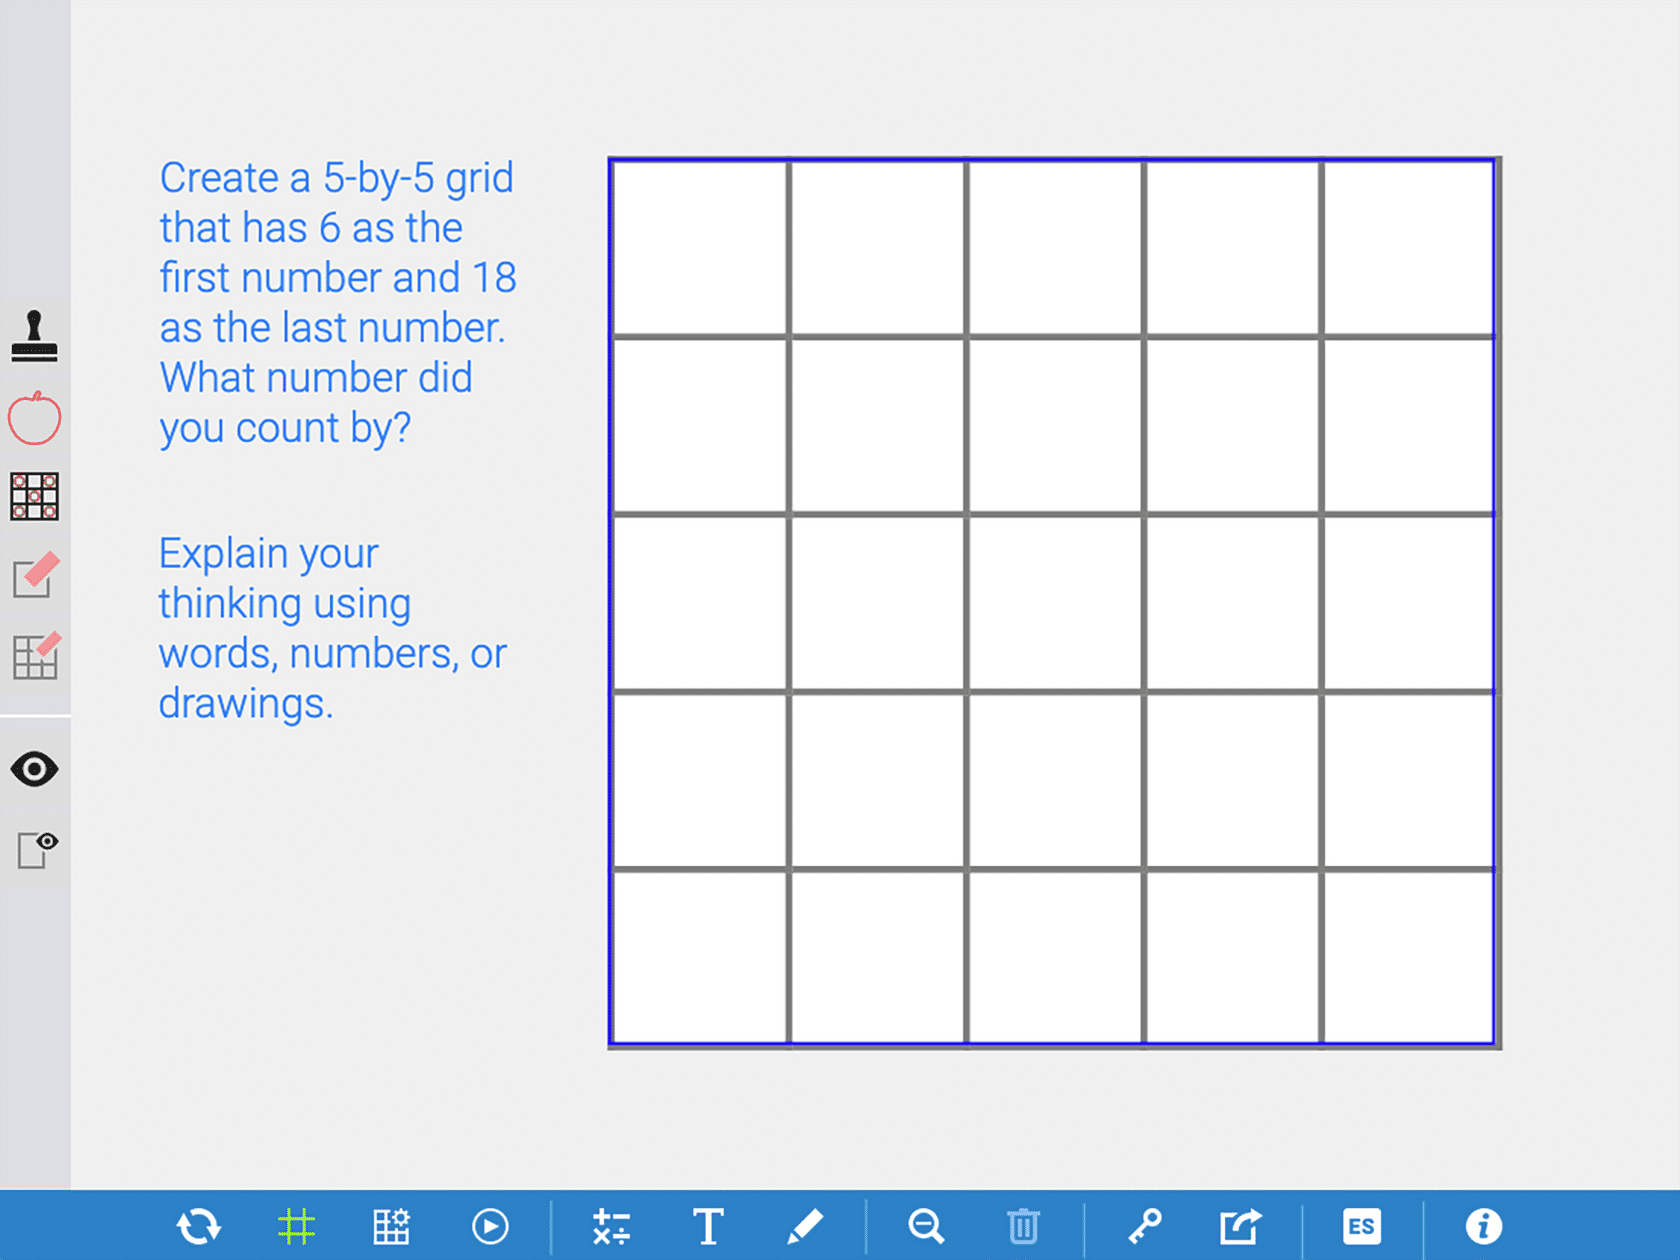 Create a 5-by-5 grid
that has 6 as the
first number and 18
as the last number.
What number did
you count by?
Explain your
thinking using
words, numbers, or
drawings.
T
ES